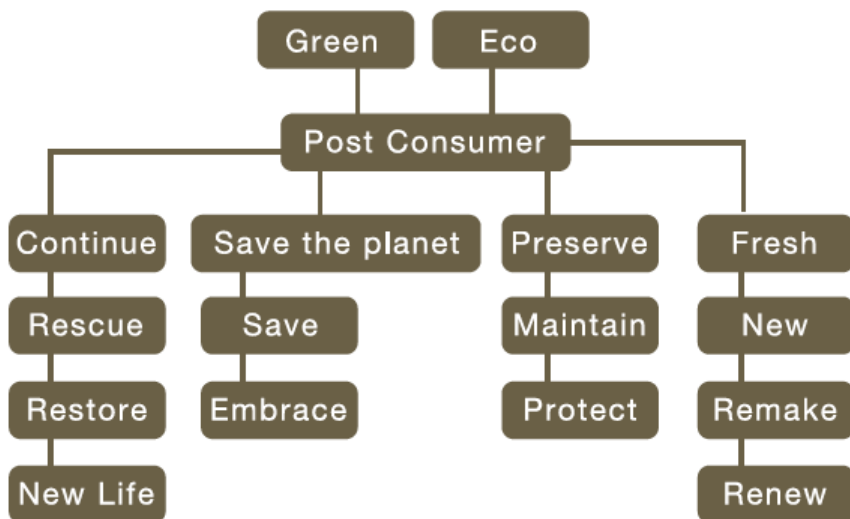 Green
Eco
Post Consumer
Continue
Save the planet
Preserve
Fresh
Rescue
Save
Maintain
New
Restore
Embrace
Protect
Remake
New Life
Renew